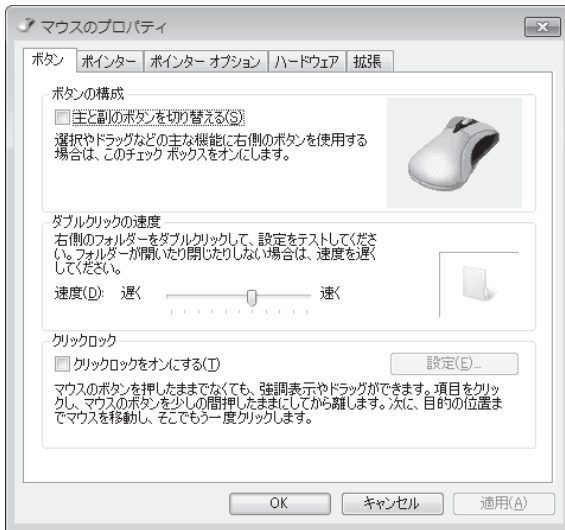 マウスのプロパティ
ボタン ポインター ポインター オプション ハードウェア 拡張
ボタンの構成
主と副のボタンを切り替える(S)
選択やドラッグなどの主な機能に右側のボタンを使用する
場合は、このチェック ボックスをオンにします。
ダブルクリックの速度
右側のフォルダーをダブルクリックして、設定をテストしてくださ
い。フォルダーが開いたり閉じたりしない場合は、速度を遅く
してください。
速度(D): 遅く 速く
クリックロック
クリックロックをオンにする(T) 設定(E)...
マウスのボタンを押したままでなくても、強調表示やドラッグができます。項目をクリッ
クし、マウスのボタンを少しの間押したままにしてから離します。次に、目的の位置ま
でマウスを移動し、そこでもう一度クリックします。
OK キャンセル 適用(A)